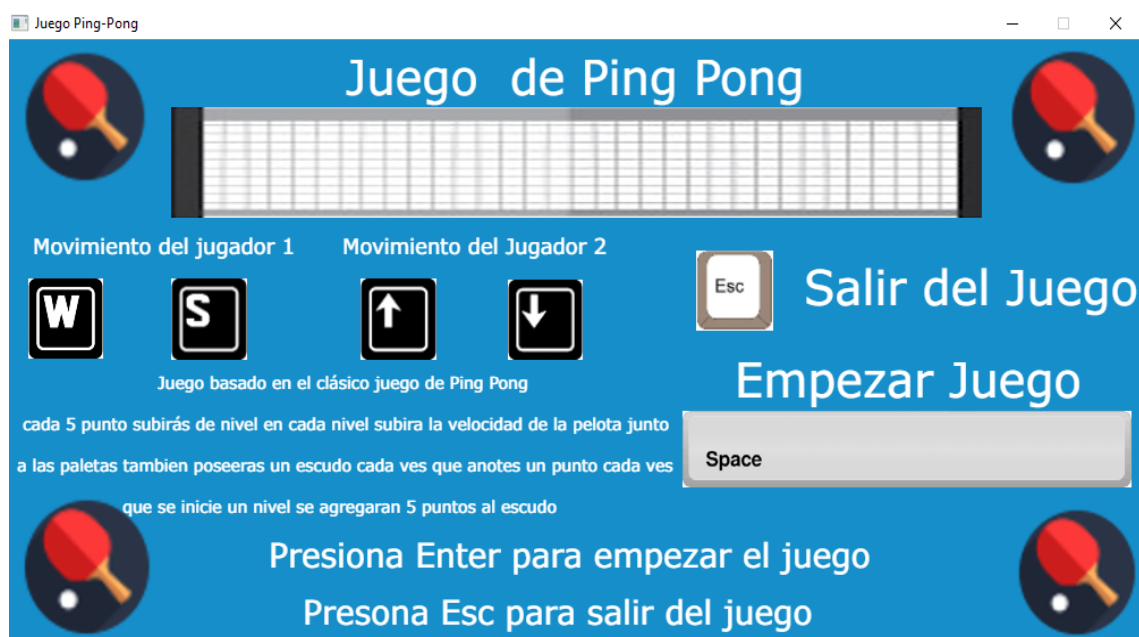 Juego Ping-Pong
Juego de Ping Pong
Movimiento del jugador 1
Movimiento del Jugador 2
W
S
Esc
Salir del Juego
Juego basado en el clásico juego de Ping Pong
cada 5 punto subirás de nivel en cada nivel subira la velocidad de la pelota junto
a las paletas tambien poseeras un escudo cada ves que anotes un punto cada ves
que se inicie un nivel se agregaran 5 puntos al escudo
Empezar Juego
Space
Presiona Enter para empezar el juego
Presona Esc para salir del juego